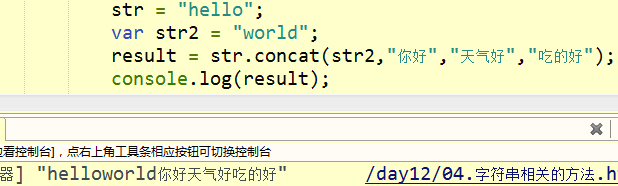 str = "hello";
var str2 = "world";
result = str.concat(str2,"你好","天气好","吃的好");
console.log(result);
看控制台]，点右上角工具条相应按钮可切换控制台
器] "helloworld你好天气好吃的好" /day12/04.字符串相关的方法.h